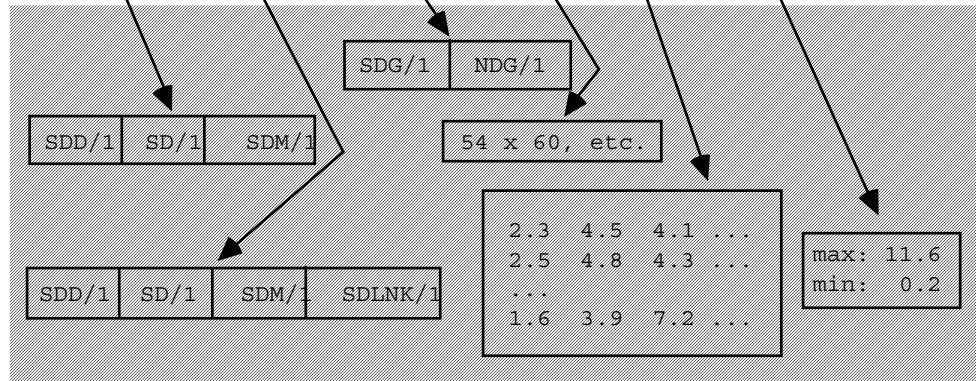 SDG/1 NDG/1
SDD/1 SD/1 SDM/1
54 x 60, etc.
2.3 4.5 4.1 ...
2.5 4.8 4.3 ...
...
1.6 3.9 7.2 ...
max: 11.6
min: 0.2
SDD/1 SD/1 SDM/1 SDLNK/1